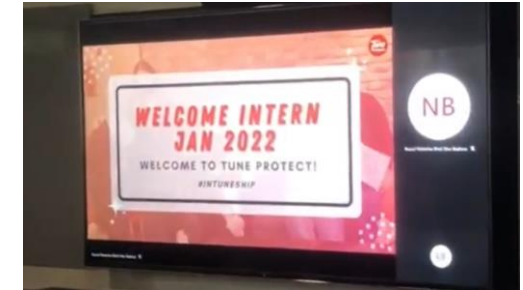 WELCOME INTERN
JAN 2022
WELCOME TO TUNE PROTECT!
#INTUNESHIP
NB